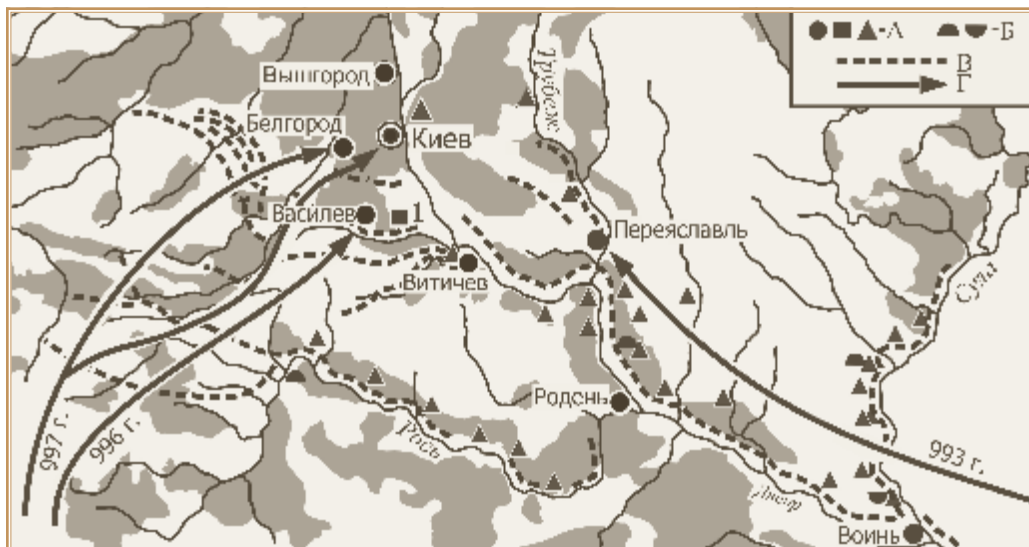 -А -Б
В
Г
Вышгород
Трубеж
Белгород
Киев
Василев
1
Переяславль
Витичев
Сула
Родень
997 г.
996 г.
Рось
993 г.
Днепр
Воинь